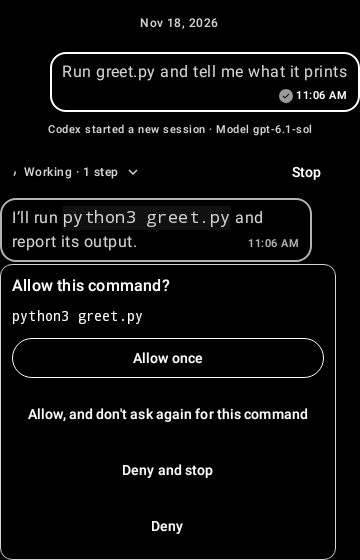 Nov 18, 2026
Run greet.py and tell me what it prints
11:06 AM
Codex started a new session · Model gpt-6.1-sol
Working · 1 step
Stop
I'll run python3 greet.py and
report its output.
11:06 AM
Allow this command?
python3 greet.py
Allow once
Allow, and don't ask again for this command
Deny and stop
Deny